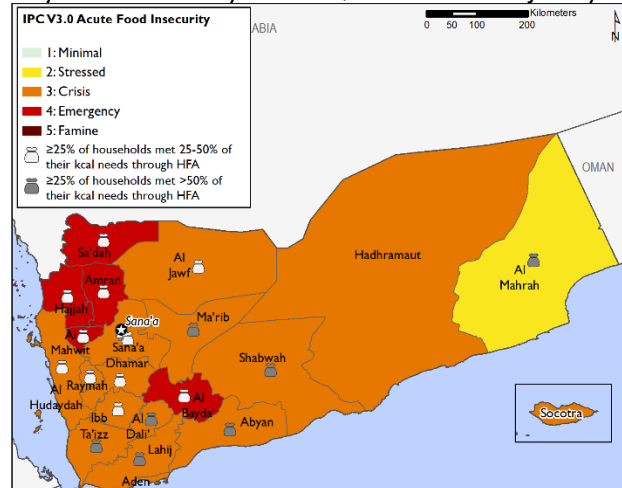 IPC V3.0 Acute Food Insecurity
1: Minimal
2: Stressed
3: Crisis
4: Emergency
5: Famine
≥25% of households met 25-50% of
their kcal needs through HFA
≥25% of households met >50% of
their kcal needs through HFA
Kilometers
0 50 100 200
N
ABIA
OMAN
Sa'dah
Al
Jawf
Hadhramaut
Al
Mahrah
Amran
Hajjah
Sana'a
Ma'rib
Al
Mahwit
Sana'a
Dhamar
Shabwah
Raymah
Al
Hudaydah
Al
Bayda'
Ibb
Al
Dali'
Abyan
Socotra
Ta'izz
Lahij
Aden